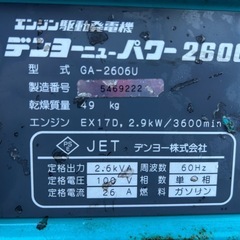 エンジン駆動発電機
デンヨーニューパワー2600
型 式 GA-2606U
製造番号 5469222
乾燥質量 49 kg
エンジン EX17D, 2.9kW/3600min
JET デンヨー株式会社
定格出力 2.6kVA 周波数 60Hz
定格電圧 100 V 相数 単相
定格電流 26 A 燃料 ガソリン